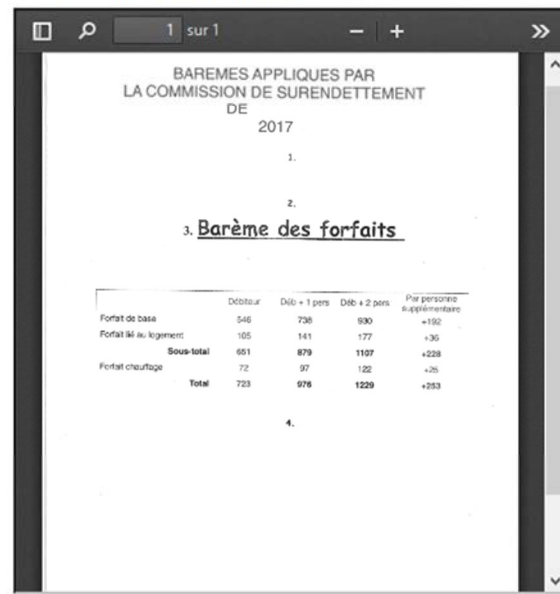 1 sur 1
BAREMES APPLIQUES PAR
LA COMMISSION DE SURENDETTEMENT
DE
2017
1.
2.
3. Barème des forfaits
Débiteur Déb + 1 pers Déb + 2 pers Par personne supplémentaire
Forfait de base 546 738 930 +192
Forfait lié au logement 105 141 177 +36
Sous-total 651 879 1107 +228
Forfait chauffage 72 97 122 +25
Total 723 976 1229 +253
4.